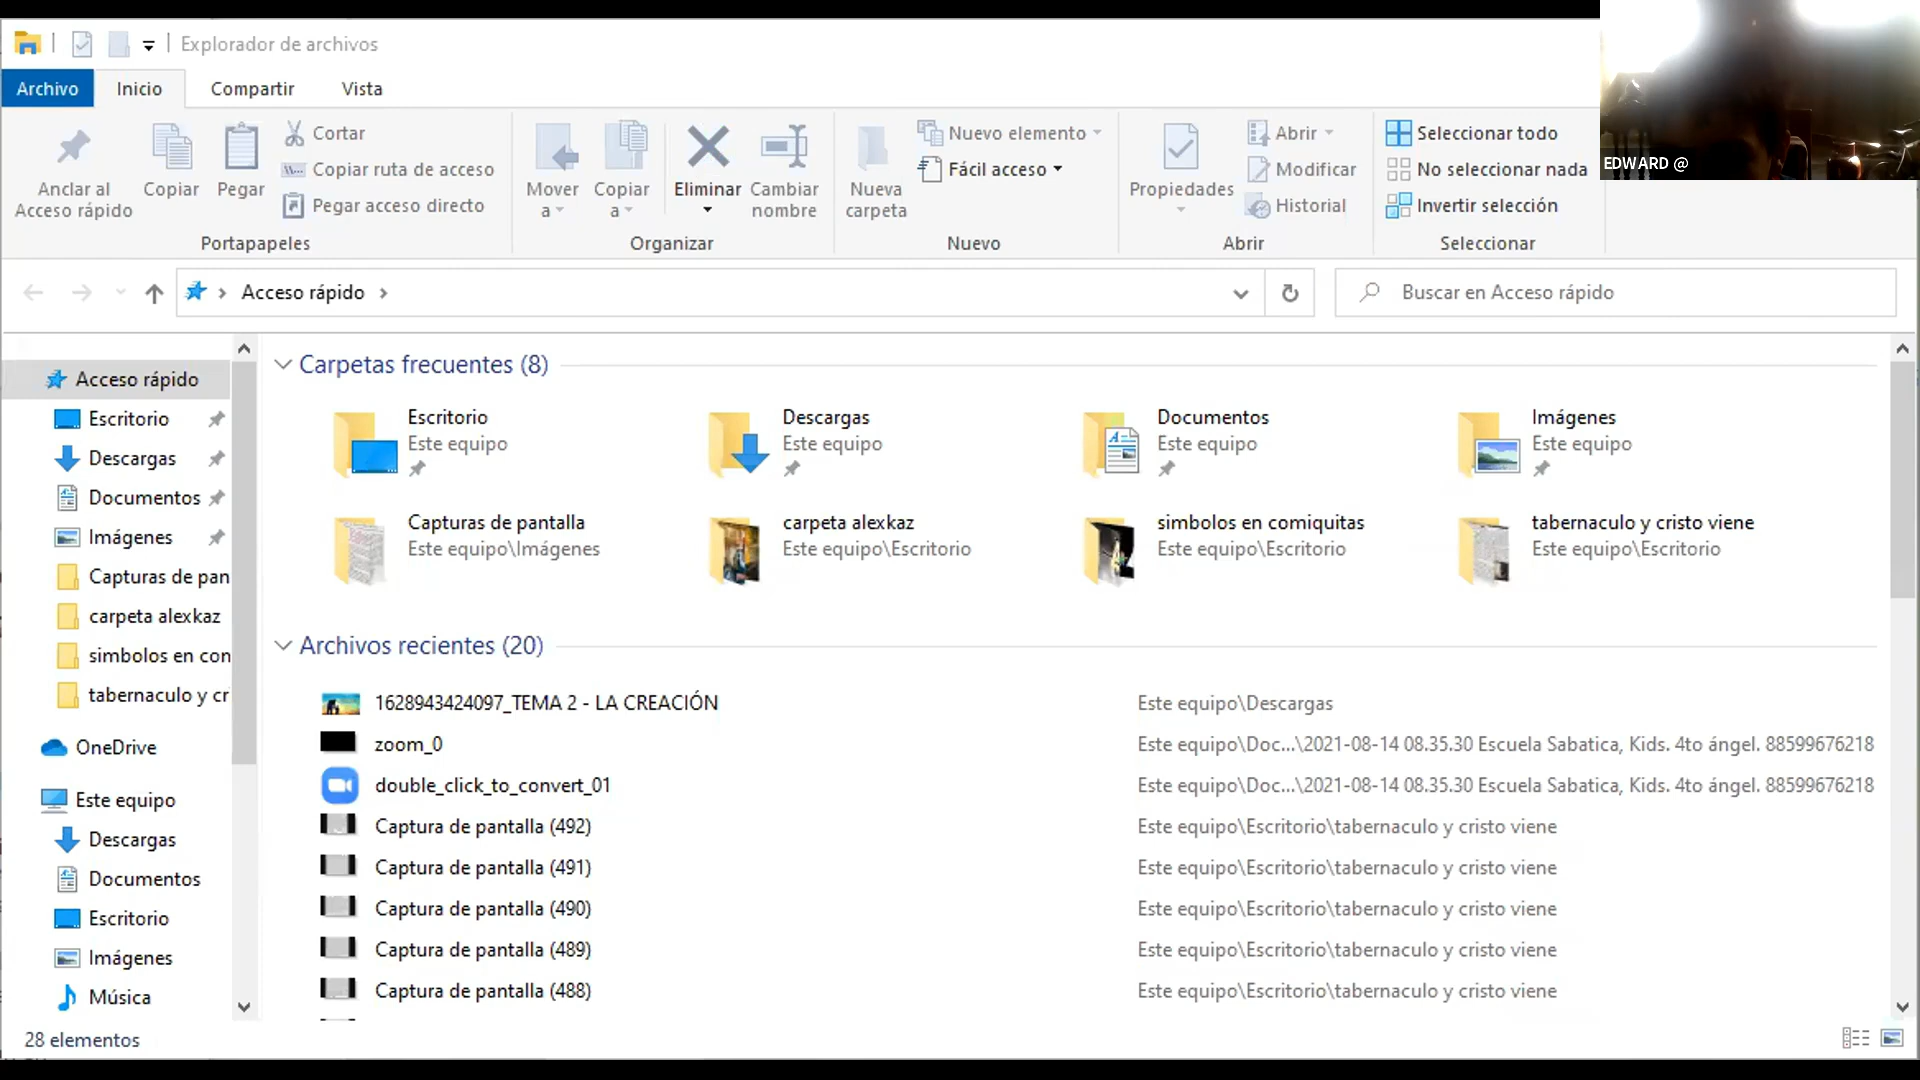 Explorador de archivos
Archivo Inicio Compartir Vista
Anclar al Acceso rápido
Copiar
Pegar
Cortar
Copiar ruta de acceso
Pegar acceso directo
Portapapeles
Mover a
Copiar a
Eliminar
Cambiar nombre
Organizar
Nueva carpeta
Nuevo elemento
Fácil acceso
Nuevo
Propiedades
Abrir
Modificar
Historial
Abrir
Seleccionar todo
No seleccionar nada
Invertir selección
Seleccionar
EDWARD @
Acceso rápido
Buscar en Acceso rápido
Acceso rápido
Escritorio
Descargas
Documentos
Imágenes
Capturas de pan
carpeta alexkaz
simbolos en con
tabernaculo y cr
OneDrive
Este equipo
Descargas
Documentos
Escritorio
Imágenes
Música
Carpetas frecuentes (8)
Escritorio
Este equipo
Descargas
Este equipo
Documentos
Este equipo
Imágenes
Este equipo
Capturas de pantalla
Este equipo\Imágenes
carpeta alexkaz
Este equipo\Escritorio
simbolos en comiquitas
Este equipo\Escritorio
tabernaculo y cristo viene
Este equipo\Escritorio
Archivos recientes (20)
1628943424097_TEMA 2 - LA CREACIÓN Este equipo\Descargas
zoom_0 Este equipo\Doc...\2021-08-14 08.35.30 Escuela Sabatica, Kids. 4to ángel. 88599676218
double_click_to_convert_01 Este equipo\Doc...\2021-08-14 08.35.30 Escuela Sabatica, Kids. 4to ángel. 88599676218
Captura de pantalla (492) Este equipo\Escritorio\tabernaculo y cristo viene
Captura de pantalla (491) Este equipo\Escritorio\tabernaculo y cristo viene
Captura de pantalla (490) Este equipo\Escritorio\tabernaculo y cristo viene
Captura de pantalla (489) Este equipo\Escritorio\tabernaculo y cristo viene
Captura de pantalla (488) Este equipo\Escritorio\tabernaculo y cristo viene
28 elementos